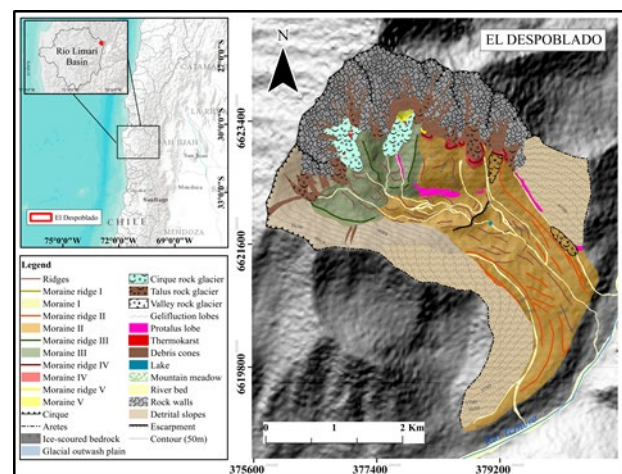 Rio Limari
Basin
CHILE
Santiago
Mendoza
MENDOZA
El Despoblado
75°0'0"W 72°0'0"W 69°0'0"W
EL DESPOBLADO
N
6623400
6621600
6619800
375600 377400 379200
0 1 2 Km
Legend
Ridges
Moraine ridge I
Moraine I
Moraine ridge II
Moraine II
Moraine ridge III
Moraine III
Moraine ridge IV
Moraine IV
Moraine ridge V
Moraine V
Cirque
Aretes
Ice-scoured bedrock
Glacial outwash plain
Cirque rock glacier
Talus rock glacier
Valley rock glacier
Gelifluction lobes
Protalus lobe
Thermokarst
Debris cones
Lake
Mountain meadow
River bed
Rock walls
Detrital slopes
Escarpment
Contour (50m)